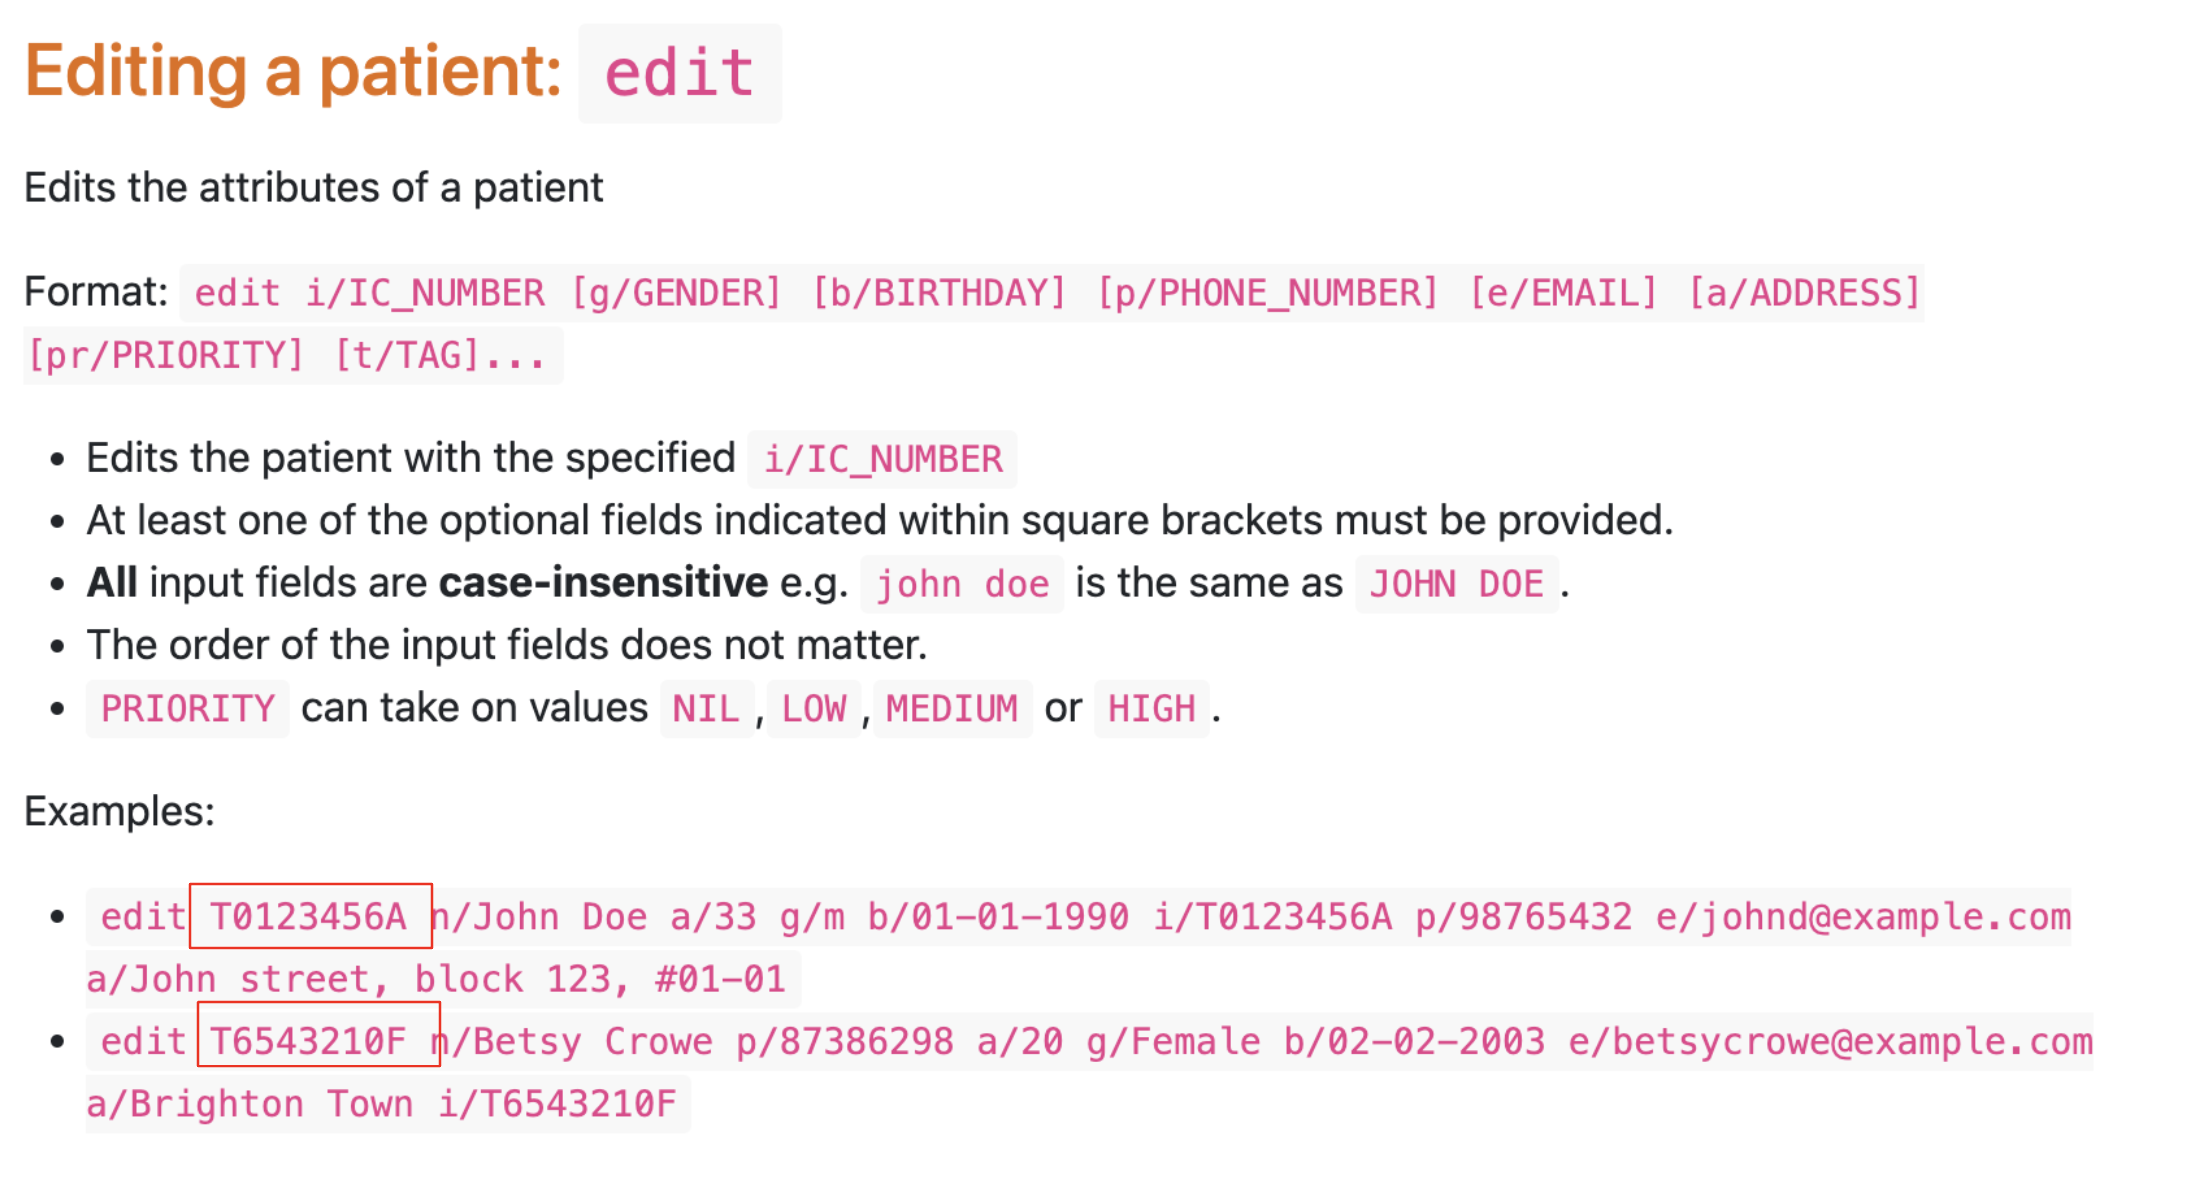 Editing a patient: edit
Edits the attributes of a patient
Format: edit i/IC_NUMBER [g/GENDER] [b/BIRTHDAY] [p/PHONE_NUMBER] [e/EMAIL] [a/ADDRESS]
[pr/PRIORITY] [t/TAG]...
• Edits the patient with the specified i/IC_NUMBER
• At least one of the optional fields indicated within square brackets must be provided.
• All input fields are case-insensitive e.g. john doe is the same as JOHN DOE.
• The order of the input fields does not matter.
• PRIORITY can take on values NIL, LOW, MEDIUM or HIGH.
Examples:
• edit T0123456A n/John Doe a/33 g/m b/01-01-1990 i/T0123456A p/98765432 e/johnd@example.com
a/John street, block 123, #01-01
• edit T6543210F n/Betsy Crowe p/87386298 a/20 g/Female b/02-02-2003 e/betsycrowe@example.com
a/Brighton Town i/T6543210F